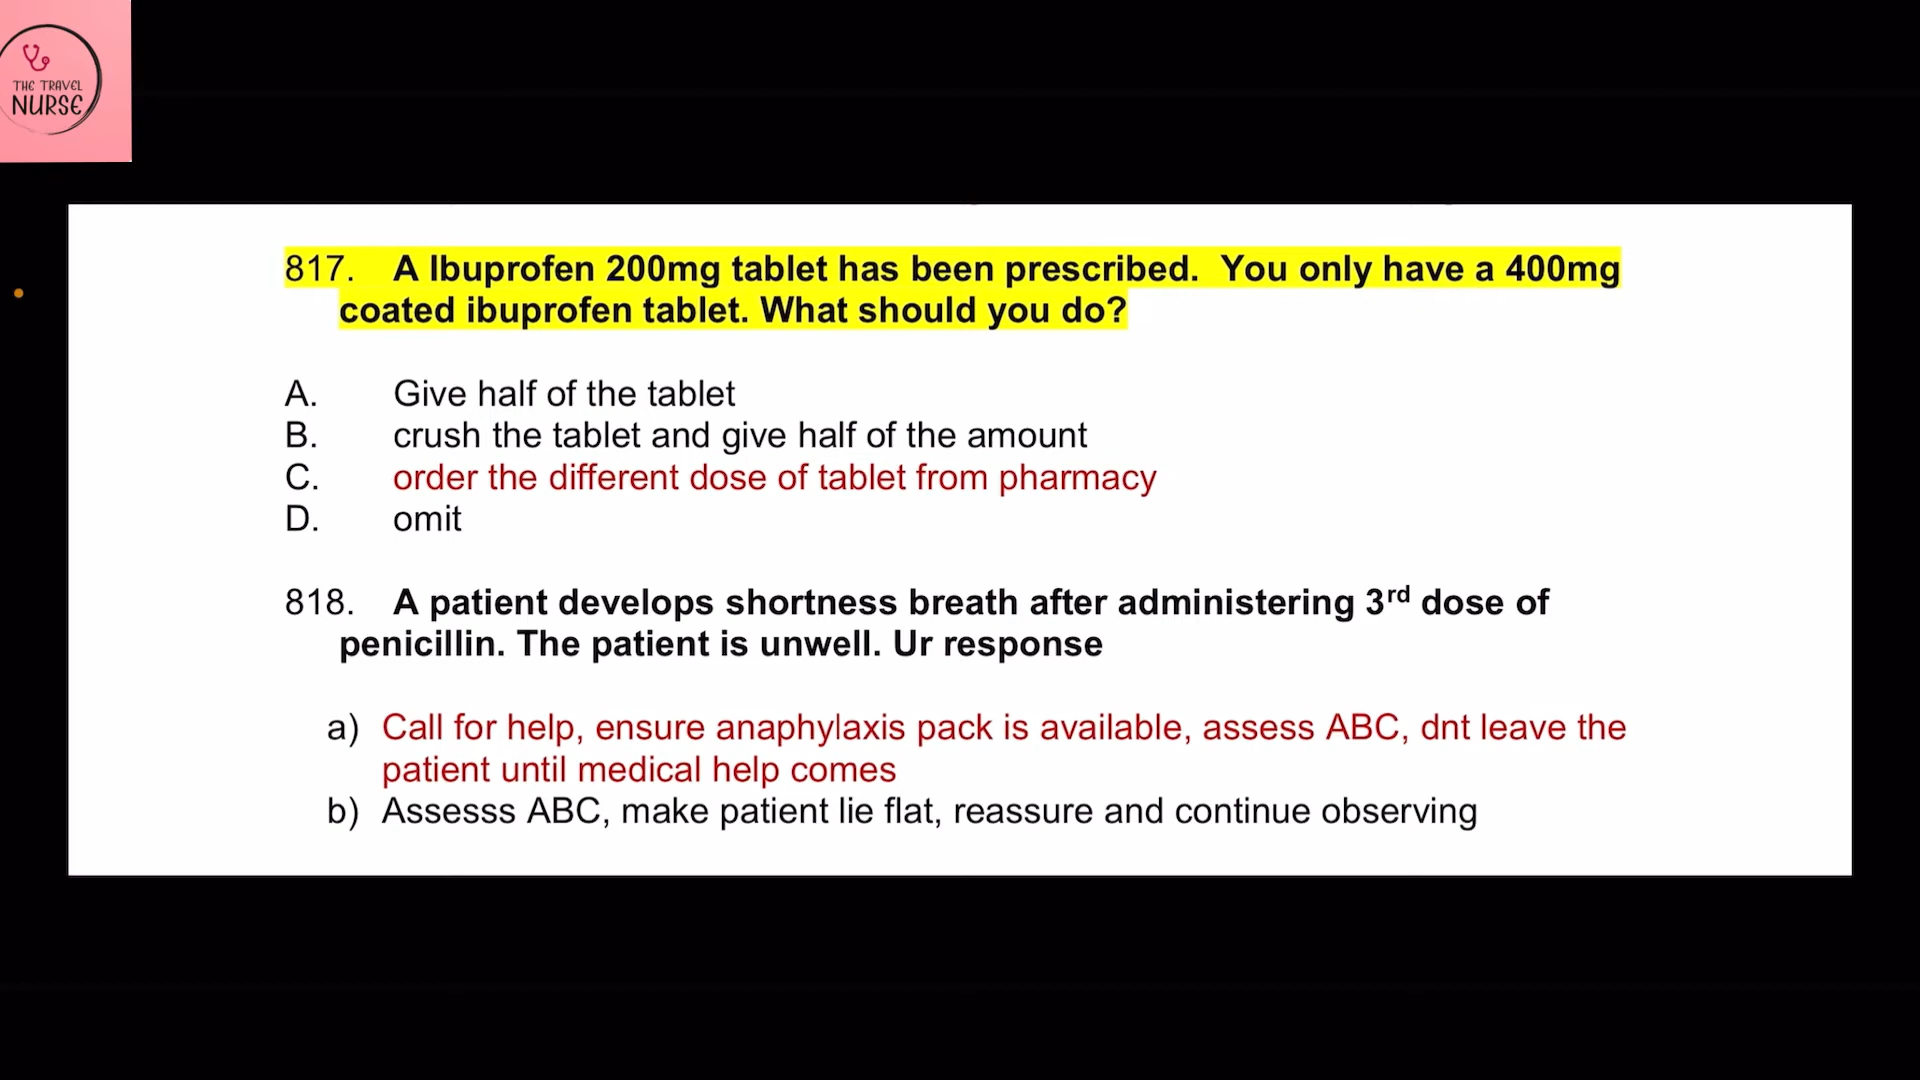 THE TRAVEL
NURSE
817. A Ibuprofen 200mg tablet has been prescribed. You only have a 400mg
coated ibuprofen tablet. What should you do?
A. Give half of the tablet
B. crush the tablet and give half of the amount
C. order the different dose of tablet from pharmacy
D. omit
818. A patient develops shortness breath after administering 3rd dose of
penicillin. The patient is unwell. Ur response
a) Call for help, ensure anaphylaxis pack is available, assess ABC, dnt leave the
patient until medical help comes
b) Assesss ABC, make patient lie flat, reassure and continue observing